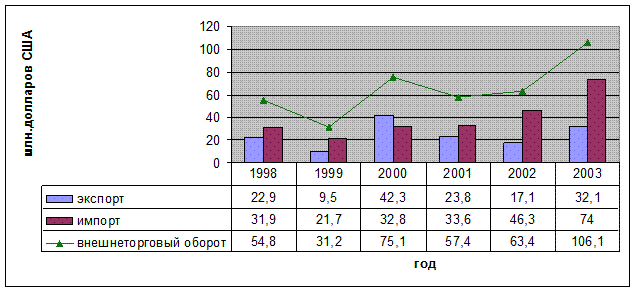 млн.долларов США
120
100
80
60
40
20
0
1998 1999 2000 2001 2002 2003
экспорт 22,9 9,5 42,3 23,8 17,1 32,1
импорт 31,9 21,7 32,8 33,6 46,3 74
внешнеторговый оборот 54,8 31,2 75,1 57,4 63,4 106,1
год